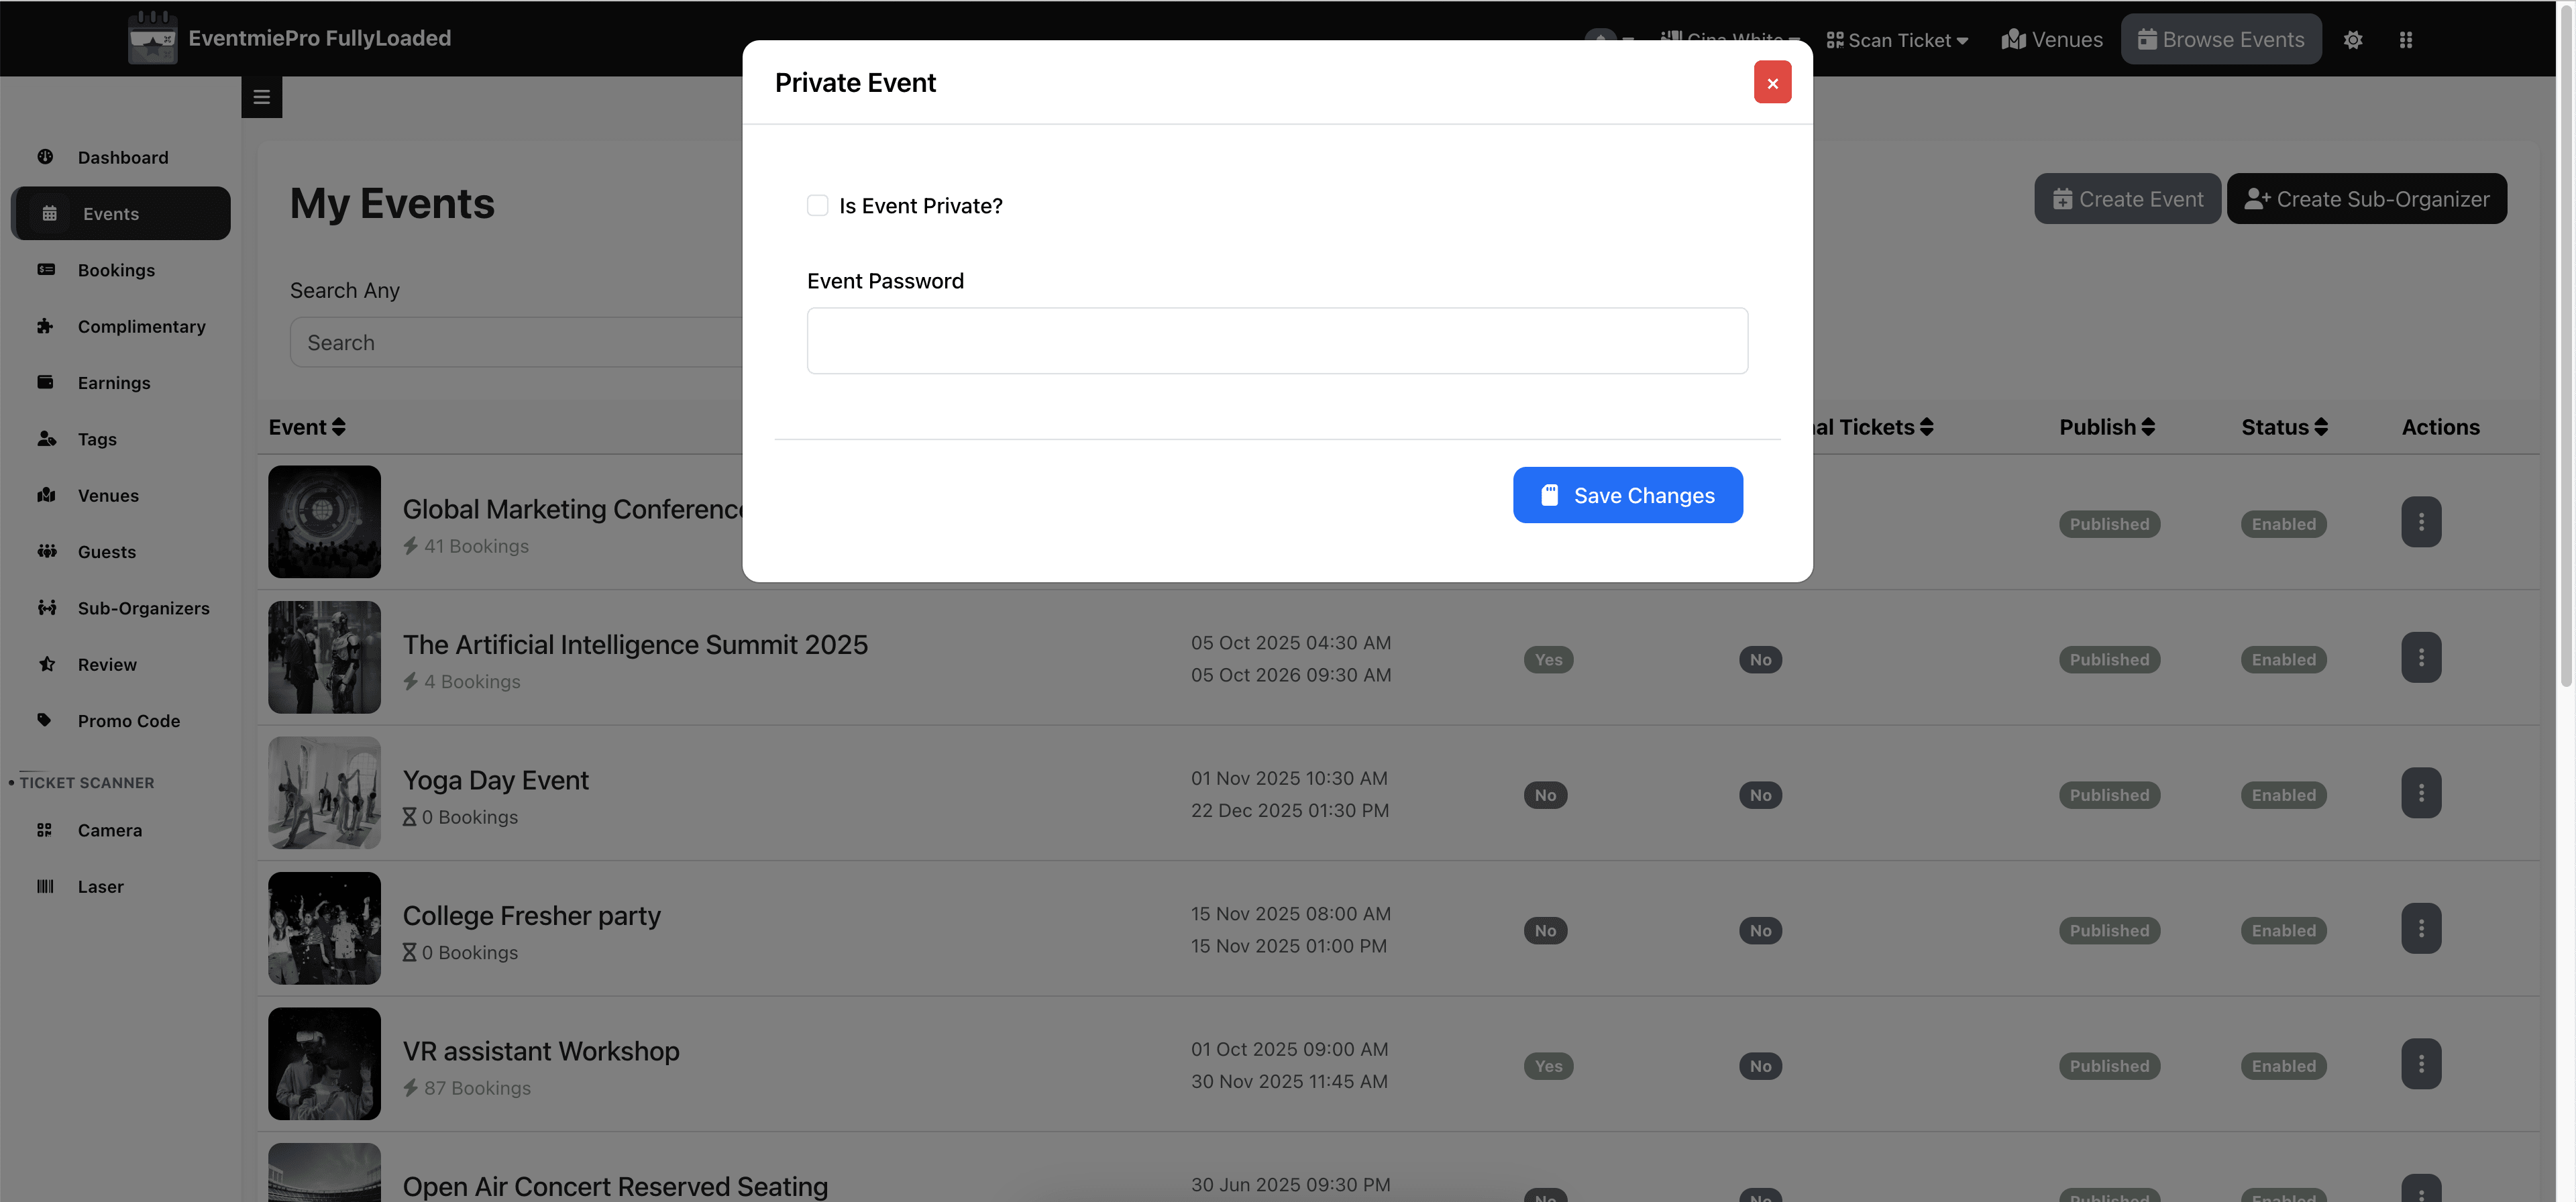 EventmiePro FullyLoaded
Gina White
Scan Ticket
Venues
Browse Events
Private Event
Is Event Private?
Event Password
Save Changes
Dashboard
Events
Bookings
Complimentary
Earnings
Tags
Venues
Guests
Sub-Organizers
Review
Promo Code
TICKET SCANNER
Camera
Laser
My Events
Create Event
Create Sub-Organizer
Search Any
Search
Event
Tickets
Publish
Status
Actions
Global Marketing Conference
41 Bookings
Published
Enabled
The Artificial Intelligence Summit 2025
4 Bookings
05 Oct 2025 04:30 AM
05 Oct 2026 09:30 AM
Yes
No
Published
Enabled
Yoga Day Event
0 Bookings
01 Nov 2025 10:30 AM
22 Dec 2025 01:30 PM
No
No
Published
Enabled
College Fresher party
0 Bookings
15 Nov 2025 08:00 AM
15 Nov 2025 01:00 PM
No
No
Published
Enabled
VR assistant Workshop
87 Bookings
01 Oct 2025 09:00 AM
30 Nov 2025 11:45 AM
Yes
No
Published
Enabled
Open Air Concert Reserved Seating
30 Jun 2025 09:30 PM
No
No
Published
Enabled